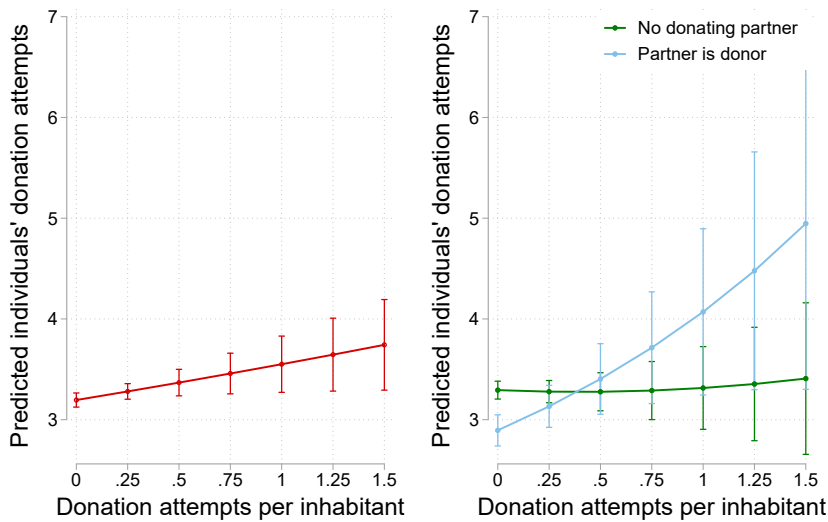 Predicted individuals' donation attempts
7
6
5
4
3
0 .25 .5 .75 1 1.25 1.5
Donation attempts per inhabitant
Predicted individuals' donation attempts
7
6
5
4
3
No donating partner
Partner is donor
0 .25 .5 .75 1 1.25 1.5
Donation attempts per inhabitant